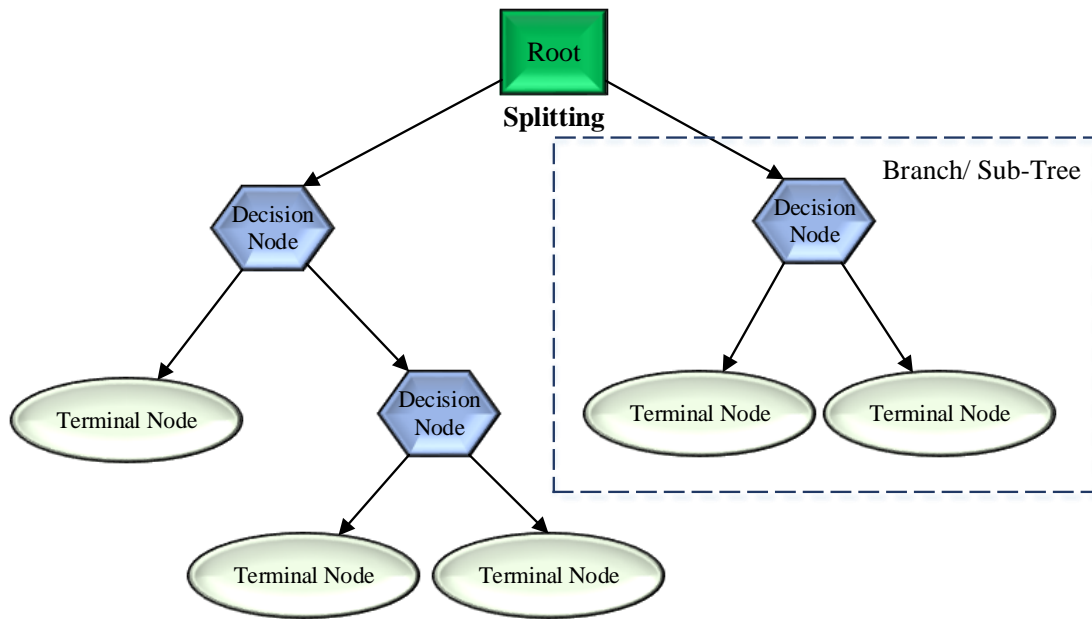 Root
Splitting
Branch/ Sub-Tree
Decision
Node
Decision
Node
Terminal Node
Decision
Node
Terminal Node
Terminal Node
Terminal Node
Terminal Node